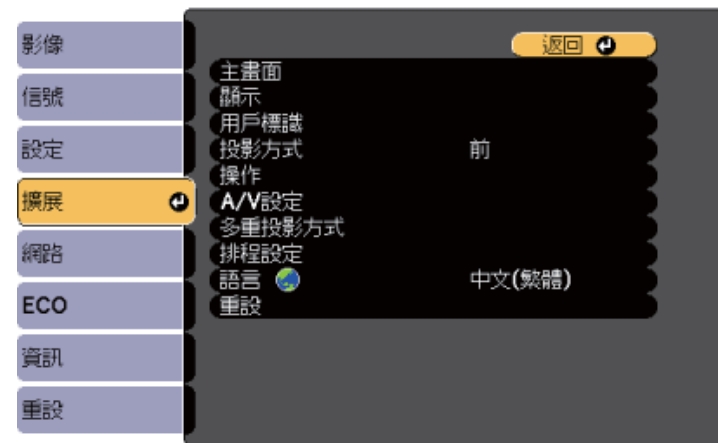 影像
信號
設定
擴展
網路
ECO
資訊
重設
返回
主畫面
顯示
用戶標識
投影方式 前
操作
A/V設定
多重投影方式
排程設定
語言 中文(繁體)
重設